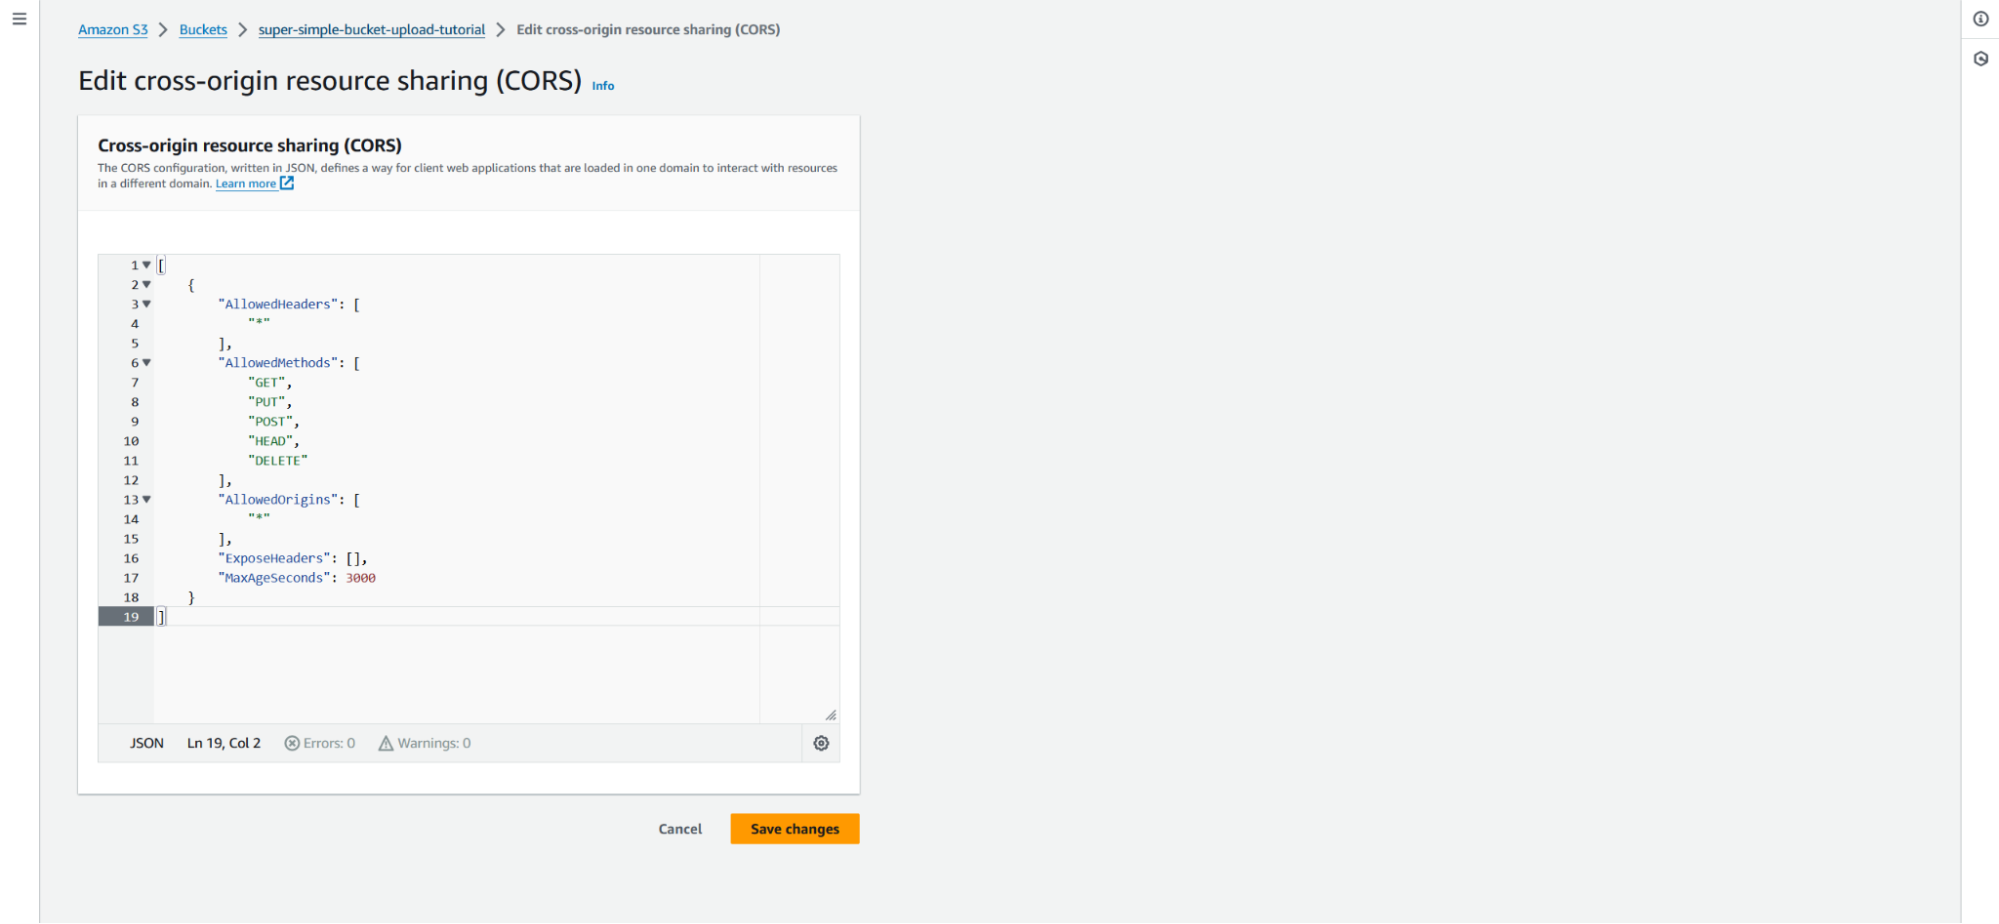 Amazon S3 > Buckets > super-simple-bucket-upload-tutorial > Edit cross-origin resource sharing (CORS)
Edit cross-origin resource sharing (CORS) Info
Cross-origin resource sharing (CORS)
The CORS configuration, written in JSON, defines a way for client web applications that are loaded in one domain to interact with resources
in a different domain. Learn more
1 [
2 {
3 "AllowedHeaders": [
4 "*"
5 ],
6 "AllowedMethods": [
7 "GET",
8 "PUT",
9 "POST",
10 "HEAD",
11 "DELETE"
12 ],
13 "AllowedOrigins": [
14 "*"
15 ],
16 "ExposeHeaders": [],
17 "MaxAgeSeconds": 3000
18 }
19 ]
JSON Ln 19, Col 2 Errors: 0 Warnings: 0
Cancel Save changes